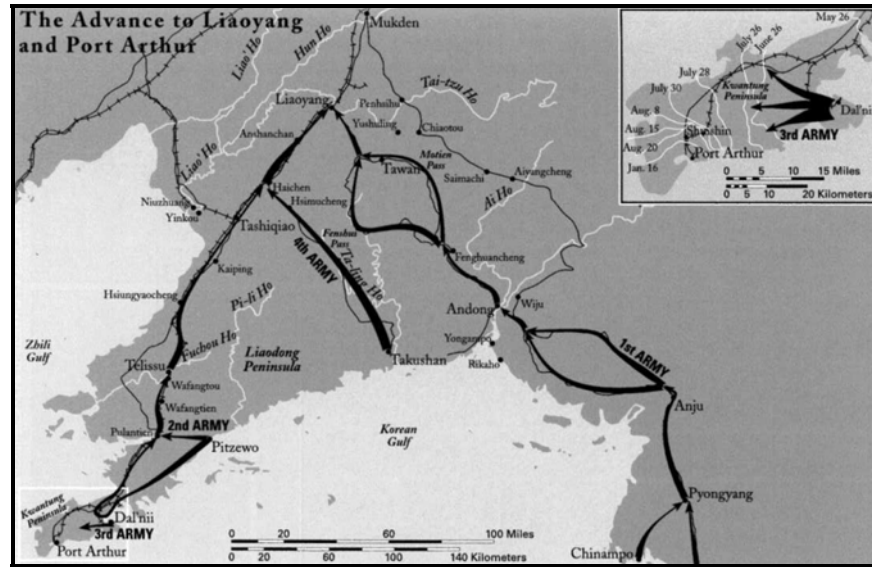 The Advance to Liaoyang
and Port Arthur
Mukden
Liao' Ho
Hun Ho
Tai-tzu Ho
Liaoyang
Penhsihu
Yushuling
Chiaotou
Anshanchan
Motien
Pass
Tawan
Saimachi
Aiyangcheng
Liao' Ho
Haichen
Hsimucheng
Ai Ho
Niuzhuang
Yinkou
Tashiqiao
Fenshui
Pass
Fenghuancheng
4th ARMY
Ta-ling Ho
Kaiping
Hsiungyaocheng
Pi-li Ho
Andong
Wiju
Zhili
Gulf
Fuchou Ho
Liaodong
Peninsula
Yongampo
Rikaho
Takushan
1st ARMY
Telissu
Wafangtou
Wafangtien
Anju
2nd ARMY
Pulantien
Pitzewo
Korean
Gulf
Pyongyang
Kwantung
Peninsula
Dal'nii
3rd ARMY
Port Arthur
Chinampo
0 20 60 100 Miles
0 20 60 100 140 Kilometers
May 26
July 26
June 26
July 28
July 30
Kwantung
Peninsula
Aug. 8
Aug. 15
Aug. 20
Jan. 16
Shuishin
Port Arthur
Dal'nii
3rd ARMY
0 5 10 15 Miles
0 10 20 Kilometers